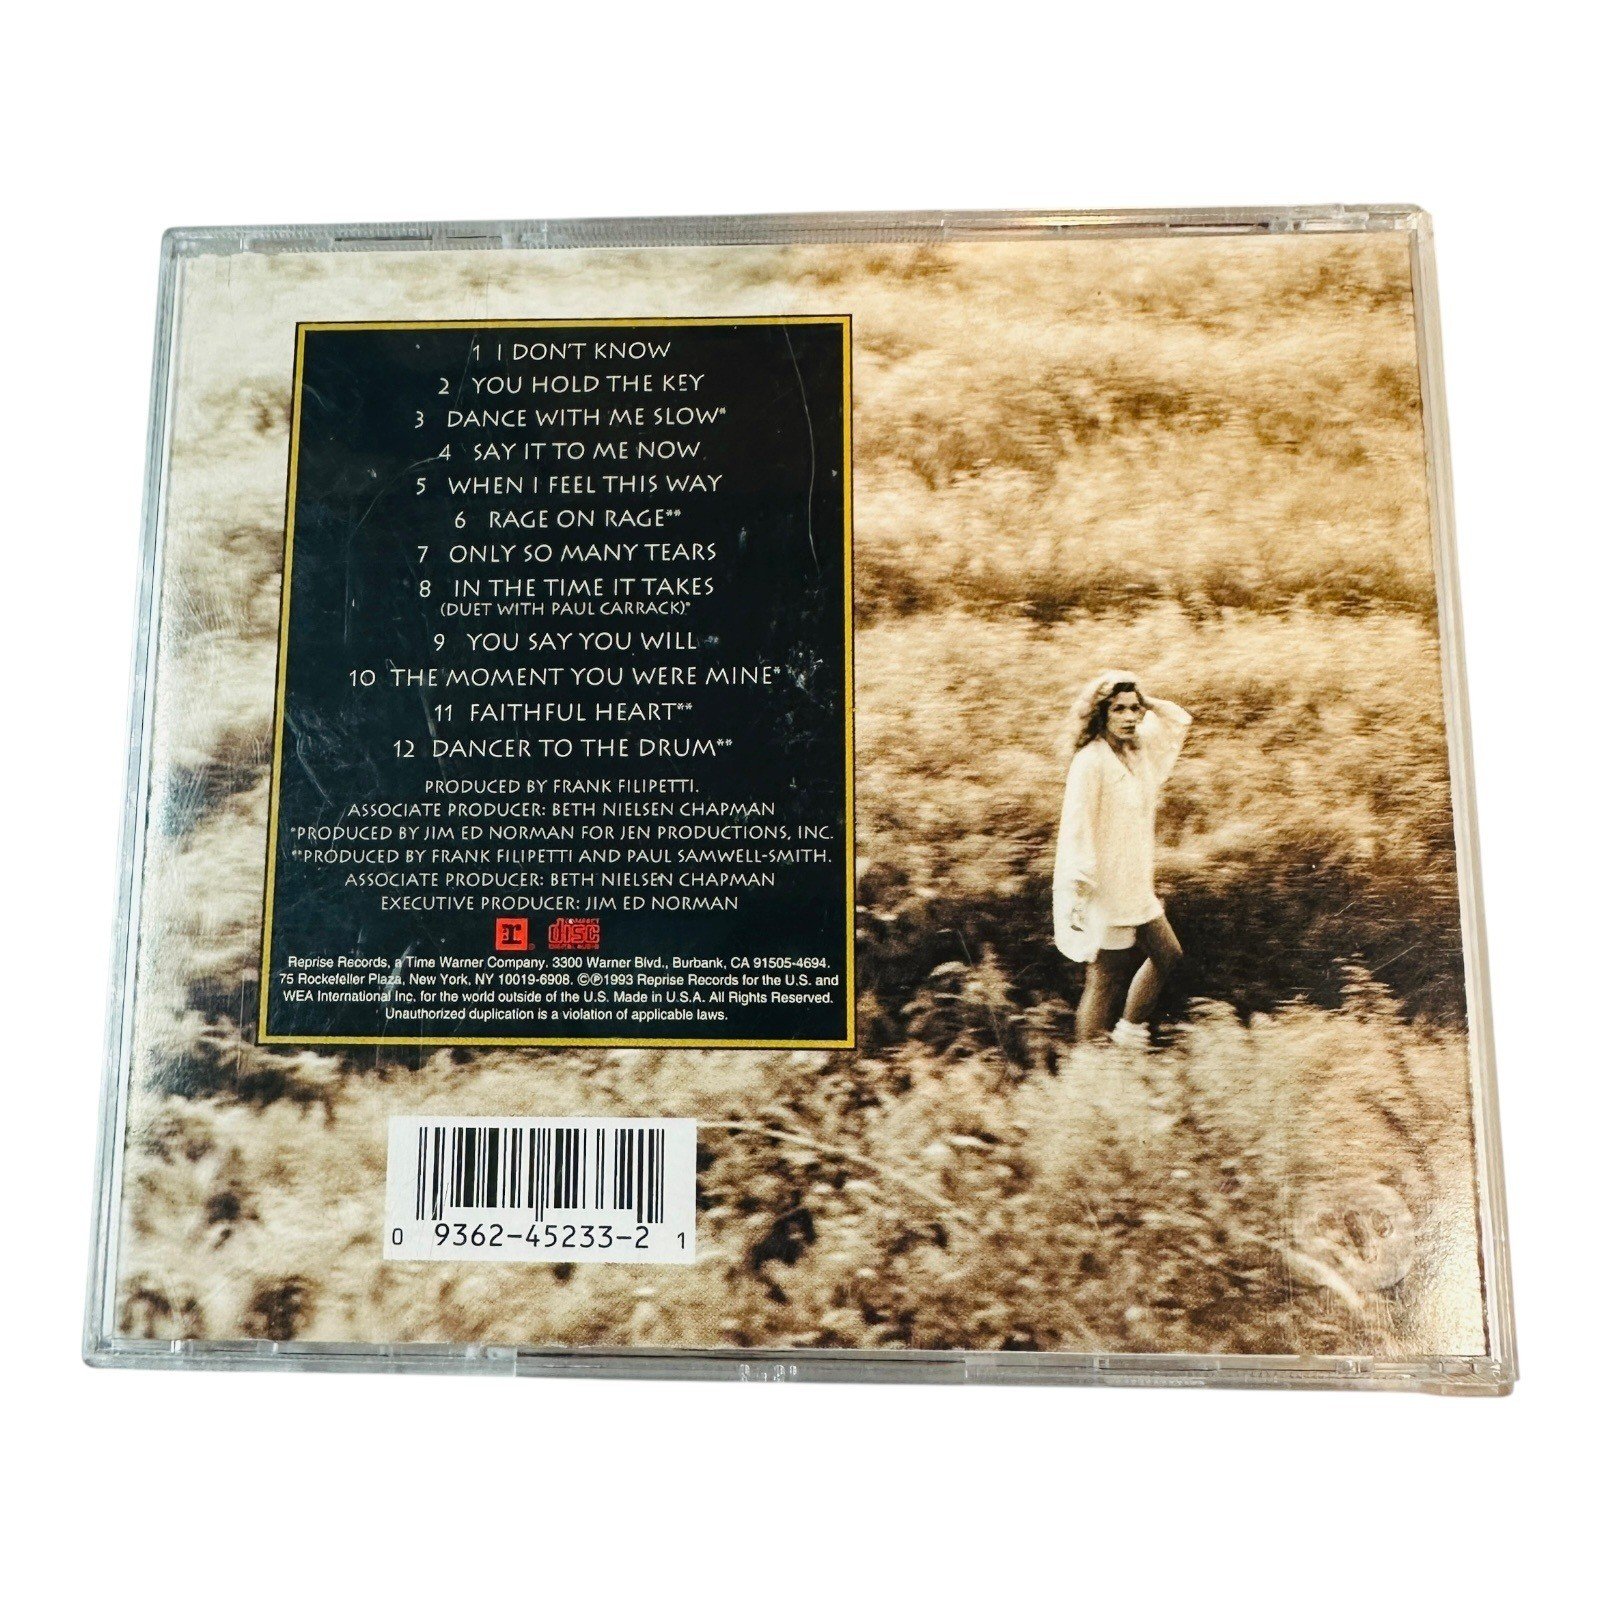 1 I DON'T KNOW
2 YOU HOLD THE KEY
3 DANCE WITH ME SLOW*
4 SAY IT TO ME NOW
5 WHEN I FEEL THIS WAY
6 RAGE ON RAGE**
7 ONLY SO MANY TEARS
8 IN THE TIME IT TAKES
(DUET WITH PAUL CARRACK)*
9 YOU SAY YOU WILL *
10 THE MOMENT YOU WERE MINE*
11 FAITHFUL HEART**
12 DANCER TO THE DRUM**
PRODUCED BY FRANK FILIPETTI.
ASSOCIATE PRODUCER: BETH NIELSEN CHAPMAN
*PRODUCED BY JIM ED NORMAN FOR JEN PRODUCTIONS, INC.
**PRODUCED BY FRANK FILIPETTI AND PAUL SAMWELL-SMITH.
ASSOCIATE PRODUCER: BETH NIELSEN CHAPMAN
EXECUTIVE PRODUCER: JIM ED NORMAN
r ® COMPACT
disc
DIGITAL AUDIO
Reprise Records, a Time Warner Company. 3300 Warner Blvd., Burbank, CA 91505-4694.
75 Rockefeller Plaza, New York, NY 10019-6908. ©℗1993 Reprise Records for the U.S. and
WEA International Inc. for the world outside of the U.S. Made in U.S.A. All Rights Reserved.
Unauthorized duplication is a violation of applicable laws.
0 93624-5233-2 1